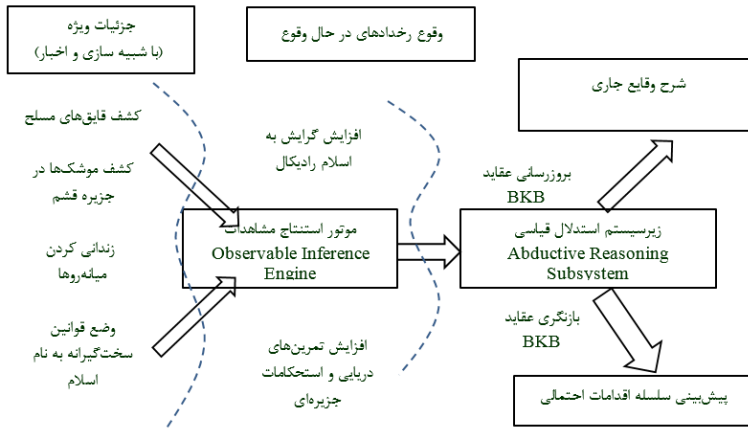 جزئیات ویژه
(با شبیه سازی و اخبار)
وقوع رخدادهای در حال وقوع
شرح وقایع جاری
کشف قایق‌های مسلح
کشف موشک‌ها در
جزیره قشم
زندانی کردن
میانه‌روها
وضع قوانین
سخت‌گیرانه به نام
اسلام
افزایش گرایش به
اسلام رادیکال
موتور استنتاج مشاهدات
Observable Inference
Engine
افزایش تمرین‌های
دریایی و استحکامات
جزیره‌ای
بروزرسانی عقاید
BKB
زیرسیستم استدلال قیاسی
Abductive Reasoning
Subsystem
بازنگری عقاید
BKB
پیش‌بینی سلسله اقدامات احتمالی